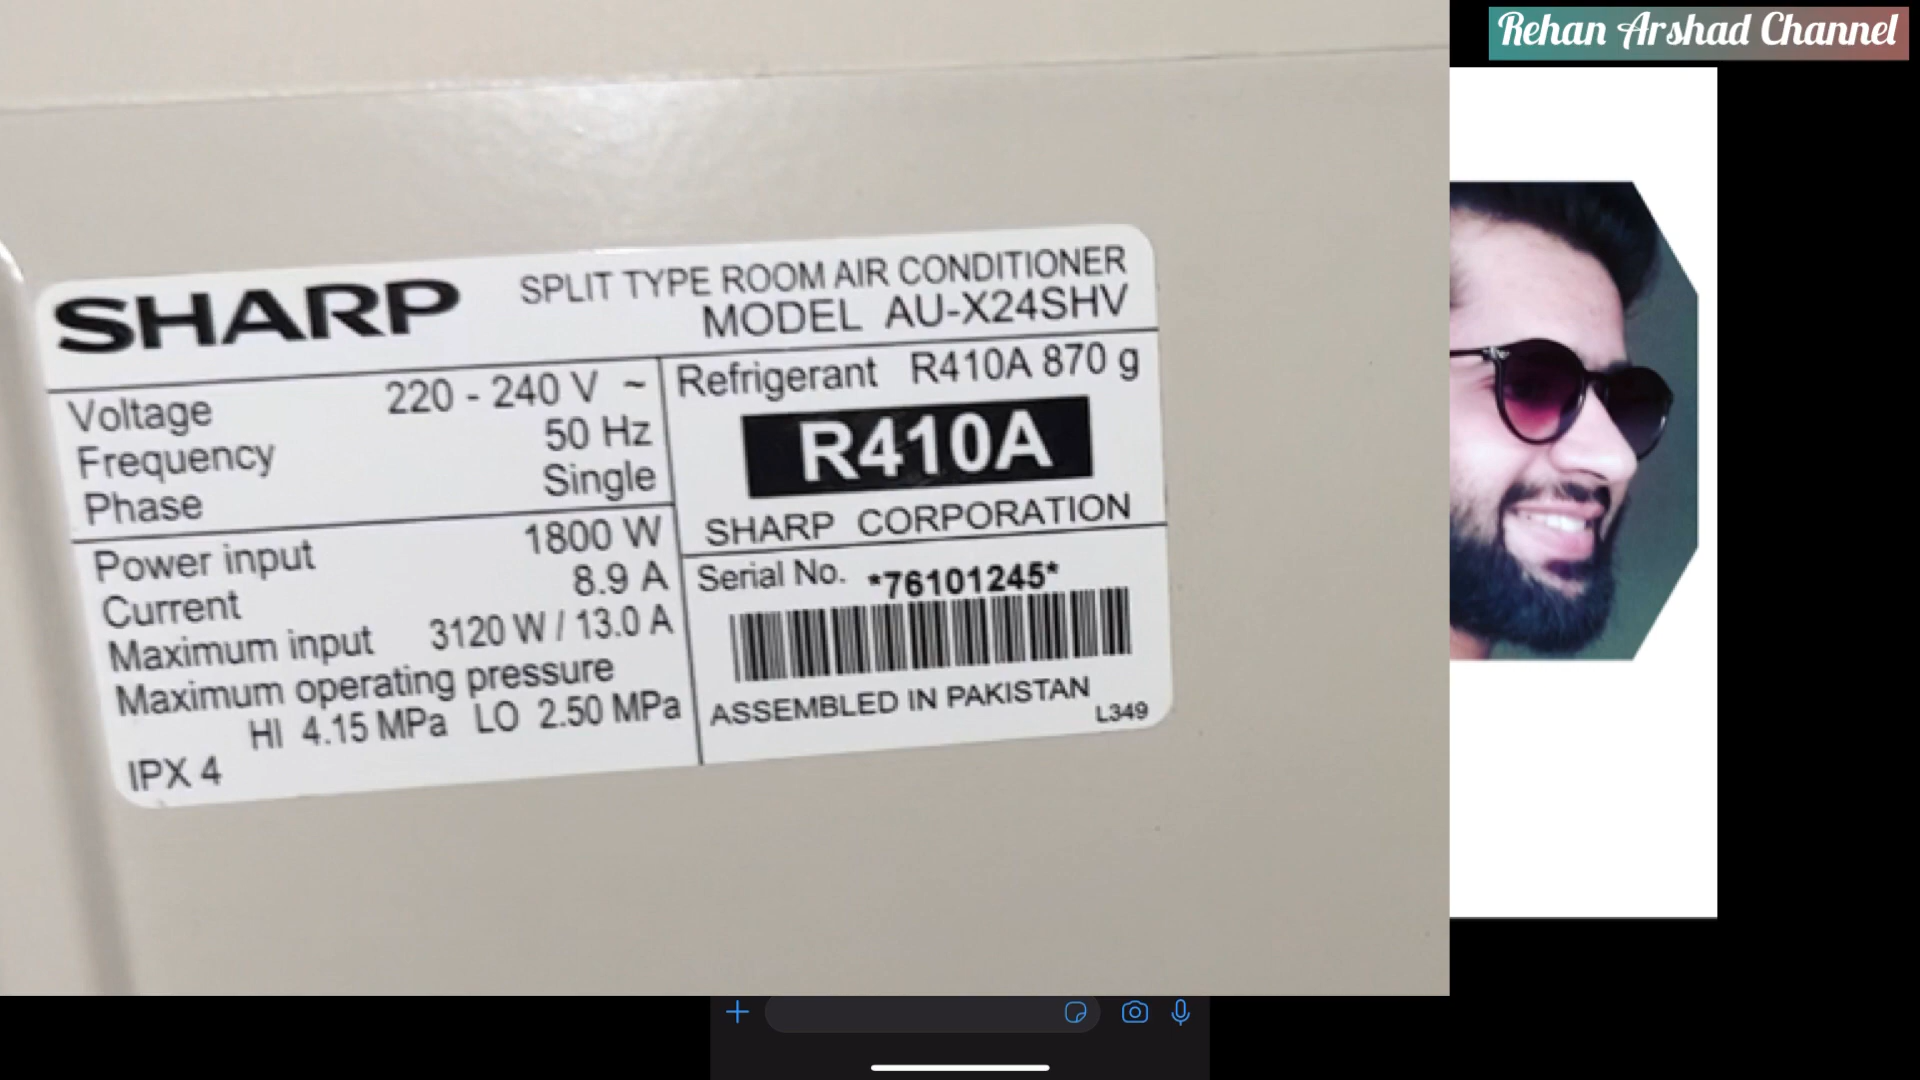 Rehan Arshad Channel
SHARP
SPLIT TYPE ROOM AIR CONDITIONER
MODEL AU-X24SHV
Voltage 220 - 240 V ~
Frequency 50 Hz
Phase Single
Power input 1800 W
Current 8.9 A
Maximum input 3120 W / 13.0 A
Maximum operating pressure
HI 4.15 MPa LO 2.50 MPa
IPX 4
Refrigerant R410A 870 g
R410A
SHARP CORPORATION
Serial No. *76101245*
ASSEMBLED IN PAKISTAN
L349